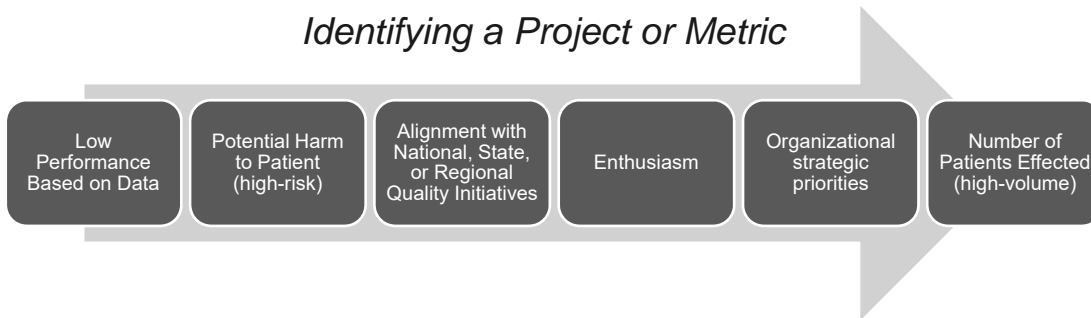 Identifying a Project or Metric
Low
Performance
Based on Data
Potential Harm
to Patient
(high-risk)
Alignment with
National, State,
or Regional
Quality Initiatives
Enthusiasm
Organizational
strategic
priorities
Number of
Patients Effected
(high-volume)